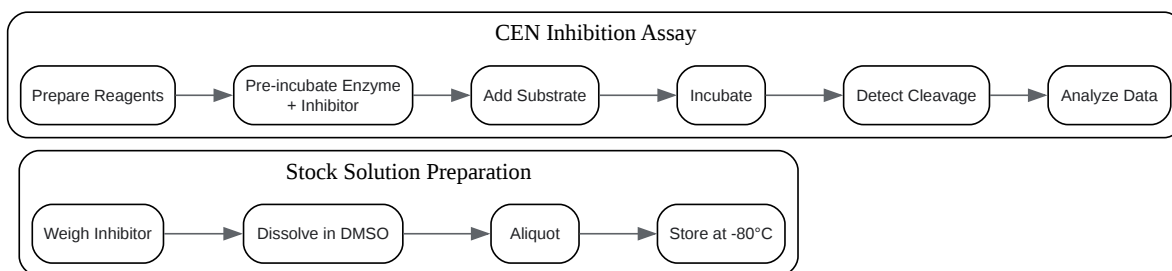 CEN Inhibition Assay
Prepare Reagents
Pre-incubate Enzyme
+ Inhibitor
Add Substrate
Incubate
Detect Cleavage
Analyze Data
Stock Solution Preparation
Weigh Inhibitor
Dissolve in DMSO
Aliquot
Store at -80°C